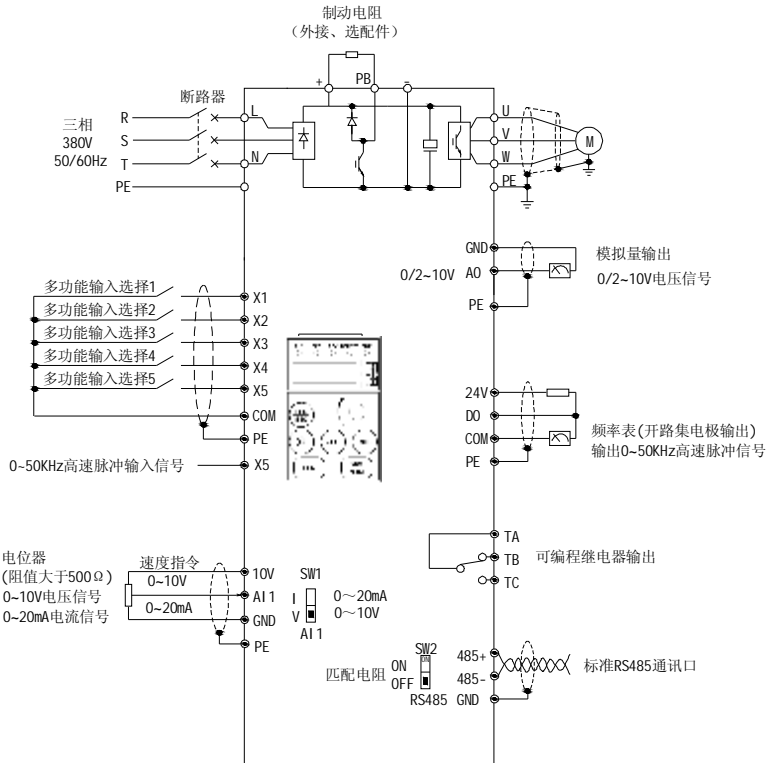 制动电阻
（外接、选配件）
+
PB
-
断路器
三相
380V
50/60Hz
R
S
T
PE
L
N
U
V
W
PE
M
GND
0/2~10V AO
PE
模拟量输出
0/2~10V电压信号
多功能输入选择1
多功能输入选择2
多功能输入选择3
多功能输入选择4
多功能输入选择5
X1
X2
X3
X4
X5
COM
PE
0~50KHz高速脉冲输入信号
X5
24V
DO
COM
PE
频率表(开路集电极输出)
输出0~50KHz高速脉冲信号
TA
TB
TC
可编程继电器输出
电位器
(阻值大于500Ω)
0~10V电压信号
0~20mA电流信号
速度指令
0~10V
0~20mA
10V
AI1
GND
PE
SW1
I
V
0～20mA
0～10V
AI1
匹配电阻
SW2
ON
ON
OFF
RS485
485+
485-
GND
标准RS485通讯口